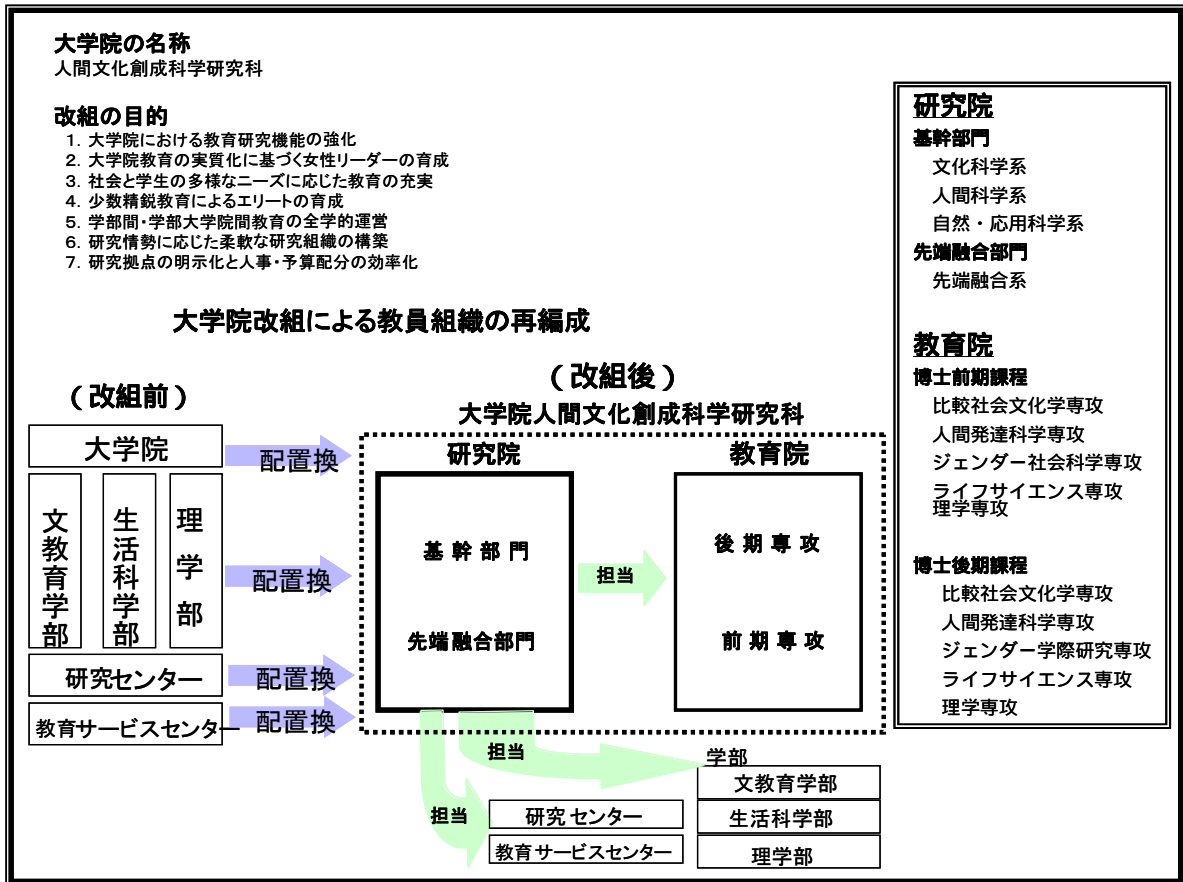 大学院の名称
人間文化創成科学研究科
改組の目的
1. 大学院における教育研究機能の強化
2. 大学院教育の実質化に基づく女性リーダーの育成
3. 社会と学生の多様なニーズに応じた教育の充実
4. 少数精鋭教育によるエリートの育成
5. 学部間・学部大学院間教育の全学的運営
6. 研究情勢に応じた柔軟な研究組織の構築
7. 研究拠点の明示化と人事・予算配分の効率化
大学院改組による教員組織の再編成
（改組前）
大学院
文教育学部
生活科学部
理学部
研究センター
教育サービスセンター
配置換
配置換
配置換
配置換
（改組後）
大学院人間文化創成科学研究科
研究院
基幹部門
先端融合部門
担当
教育院
後期専攻
前期専攻
担当
担当
研究センター
教育サービスセンター
学部
文教育学部
生活科学部
理学部
研究院
基幹部門
文化科学系
人間科学系
自然・応用科学系
先端融合部門
先端融合系
教育院
博士前期課程
比較社会文化学専攻
人間発達科学専攻
ジェンダー社会科学専攻
ライフサイエンス専攻
理学専攻
博士後期課程
比較社会文化学専攻
人間発達科学専攻
ジェンダー学際研究専攻
ライフサイエンス専攻
理学専攻